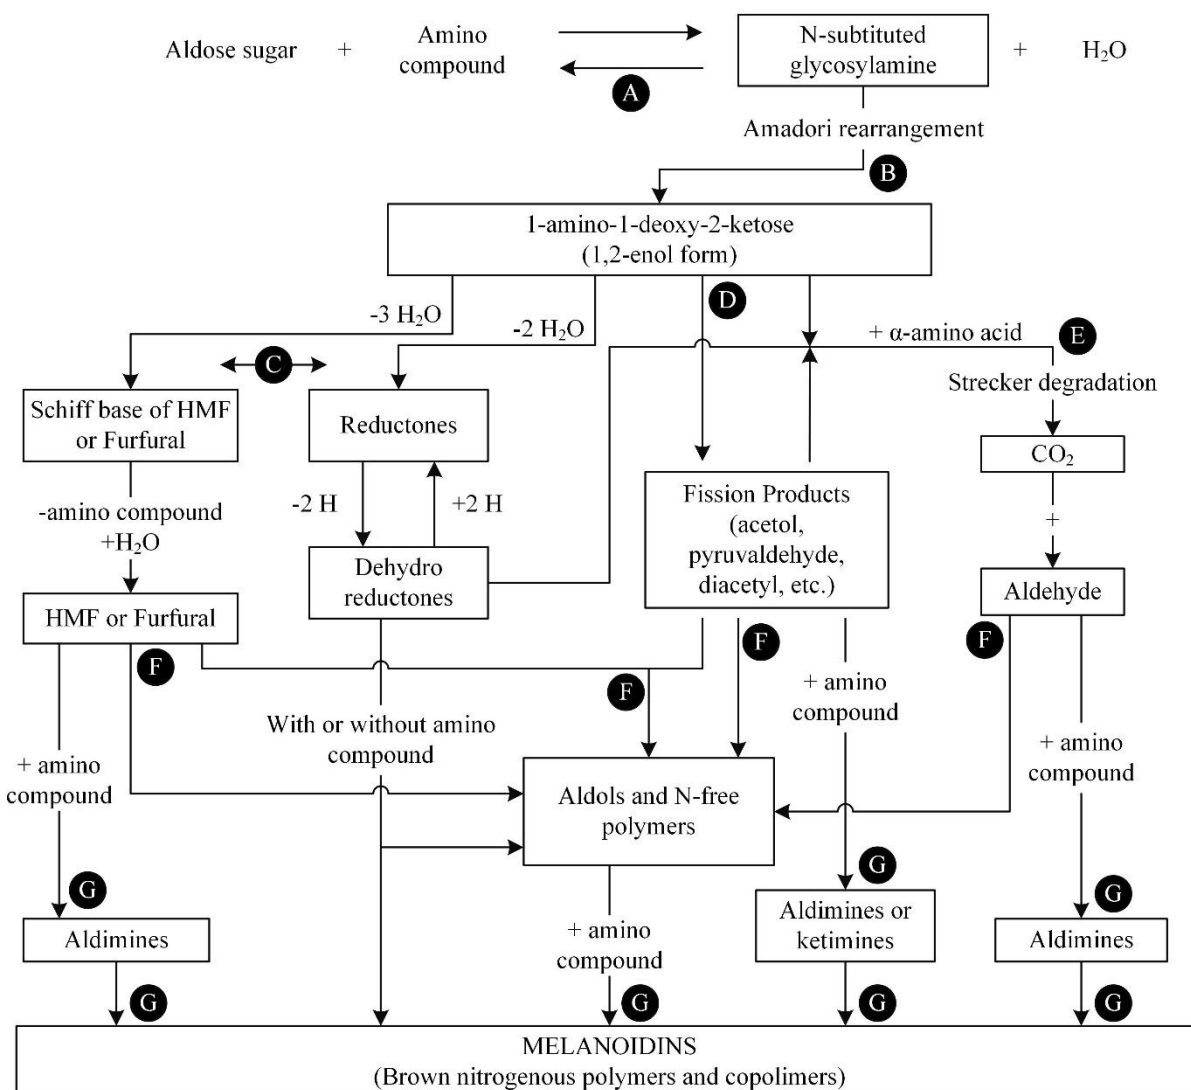 Aldose sugar + Amino compound
N-subtituted
glycosylamine
+ H₂O
A
Amadori rearrangement
B
1-amino-1-deoxy-2-ketose
(1,2-enol form)
-3 H₂O
-2 H₂O
D
+ α-amino acid
E
C
Strecker degradation
Schiff base of HMF
or Furfural
Reductones
CO₂
-amino compound
+H₂O
-2 H
+2 H
Fission Products
(acetol,
pyruvaldehyde,
diacetyl, etc.)
+
Dehydro
reductones
Aldehyde
HMF or Furfural
F
F
F
F
With or without amino
compound
+ amino
compound
+ amino
compound
+ amino
compound
Aldols and N-free
polymers
G
G
G
Aldimines
+ amino
compound
Aldimines or
ketimines
Aldimines
G
G
G
G
MELANOIDINS
(Brown nitrogenous polymers and copolimers)